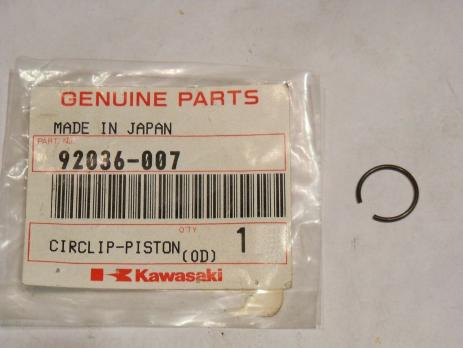 GENUINE PARTS
MADE IN JAPAN
PART No.
92036-007
Q'TY
CIRCLIP-PISTON 1
(OD)
Kawasaki